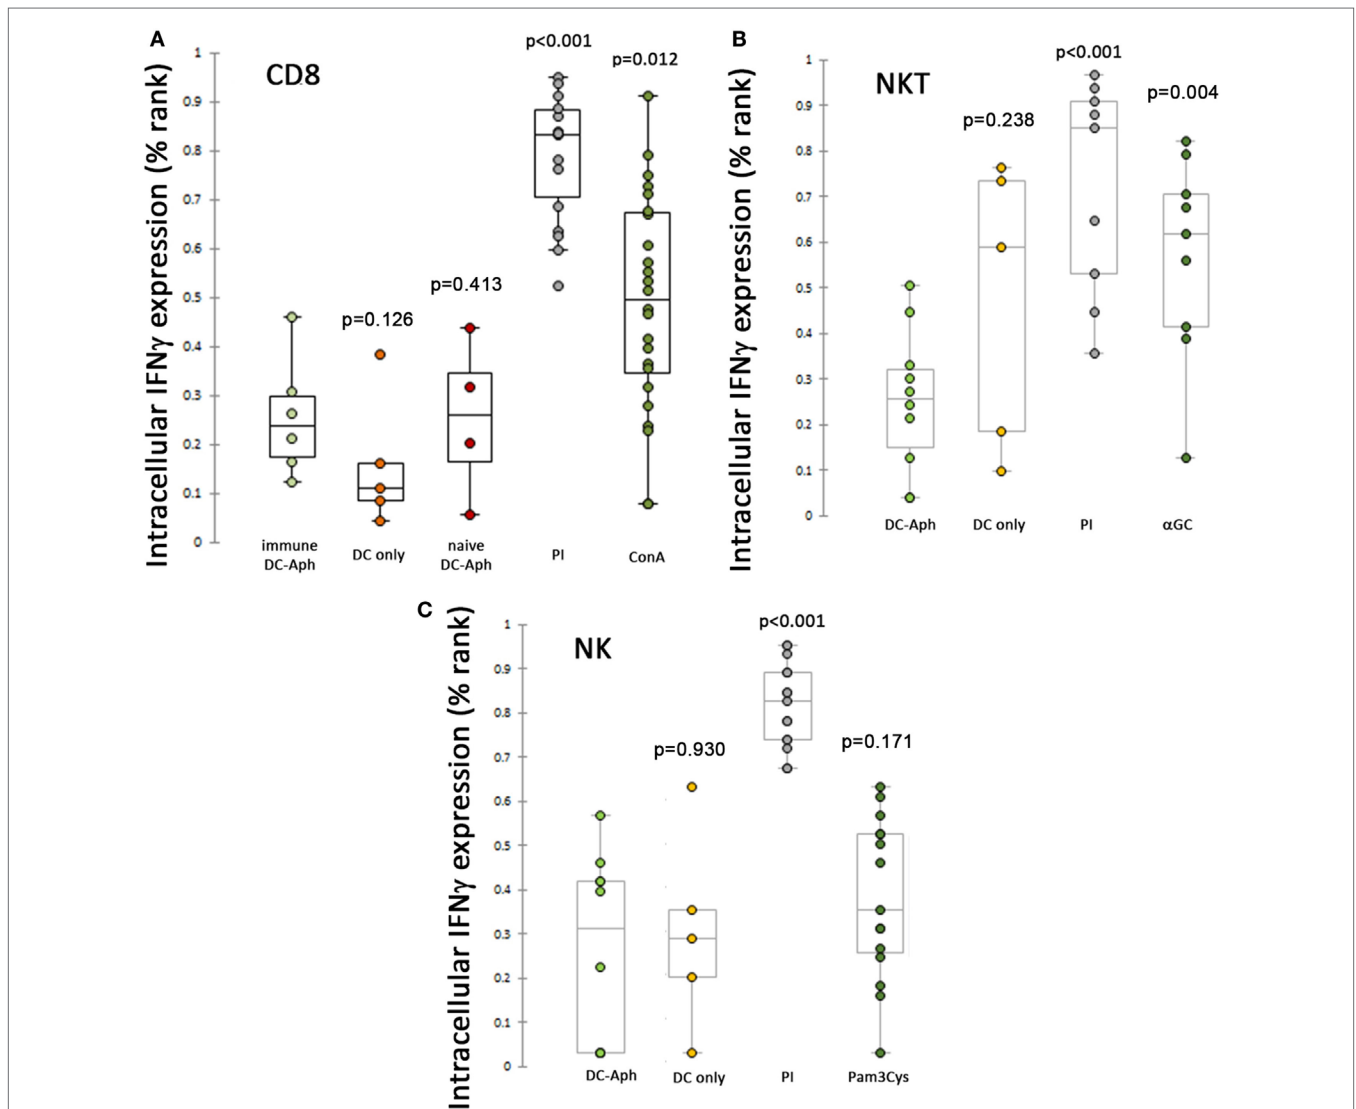 A
CD8
Intracellular IFNγ expression (% rank)
1
0.9
0.8
0.7
0.6
0.5
0.4
0.3
0.2
0.1
0
p=0.126
p=0.413
p<0.001
p=0.012
immune
DC-Aph
DC only
naive
DC-Aph
PI
ConA
B
NKT
Intracellular IFNγ expression (% rank)
1
0.9
0.8
0.7
0.6
0.5
0.4
0.3
0.2
0.1
0
p=0.238
p<0.001
p=0.004
DC-Aph
DC only
PI
αGC
C
NK
Intracellular IFNγ expression (% rank)
1
0.9
0.8
0.7
0.6
0.5
0.4
0.3
0.2
0.1
0
p=0.930
p<0.001
p=0.171
DC-Aph
DC only
PI
Pam3Cys